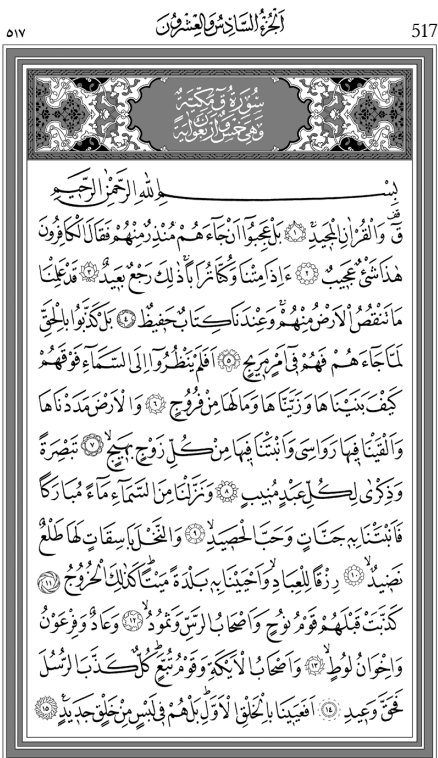 ٥١٧ اَلْجُزْءُ السَّادِسُ وَالْعِشْرُونَ 517
سُورَةُ قٓ مَكِّيَّةٌ
وَهِيَ خَمْسٌ وَاَرْبَعُونَ اٰيَةً
بِسْمِ اللّٰهِ الرَّحْمٰنِ الرَّحٖيمِ
قٓ وَالْقُرْاٰنِ الْمَجٖيدِۚ ﴿١﴾ بَلْ عَجِبُٓوا اَنْ جَٓاءَهُمْ مُنْذِرٌ مِنْهُمْ فَقَالَ الْكَافِرُونَ
هٰذَا شَيْءٌ عَجٖيبٌۚ ﴿٢﴾ ءَاِذَا مِتْنَا وَكُنَّا تُرَابًاۚ ذٰلِكَ رَجْعٌ بَعٖيدٌ ﴿٣﴾ قَدْ عَلِمْنَا
مَا تَنْقُصُ الْاَرْضُ مِنْهُمْۚ وَعِنْدَنَا كِتَابٌ حَفٖيظٌ ﴿٤﴾ بَلْ كَذَّبُوا بِالْحَقِّ
لَمَّا جَٓاءَهُمْ فَهُمْ فٖٓي اَمْرٍ مَرٖيجٍ ﴿٥﴾ اَفَلَمْ يَنْظُرُٓوا اِلَى السَّمَٓاءِ فَوْقَهُمْ
كَيْفَ بَنَيْنَاهَا وَزَيَّنَّاهَا وَمَا لَهَا مِنْ فُرُوجٍ ﴿٦﴾ وَالْاَرْضَ مَدَدْنَاهَا
وَاَلْقَيْنَا فٖيهَا رَوَاسِيَ وَاَنْبَتْنَا فٖيهَا مِنْ كُلِّ زَوْجٍ بَهٖيجٍۙ ﴿٧﴾ تَبْصِرَةً
وَذِكْرٰى لِكُلِّ عَبْدٍ مُنٖيبٍ ﴿٨﴾ وَنَزَّلْنَا مِنَ السَّمَٓاءِ مَٓاءً مُبَارَكًا
فَاَنْبَتْنَا بِهٖ جَنَّاتٍ وَحَبَّ الْحَصٖيدِۙ ﴿٩﴾ وَالنَّخْلَ بَاسِقَاتٍ لَهَا طَلْعٌ
نَضٖيدٌۙ ﴿١٠﴾ رِزْقًا لِلْعِبَادِۙ وَاَحْيَيْنَا بِهٖ بَلْدَةً مَيْتًاۜ كَذٰلِكَ الْخُرُوجُ ﴿١١﴾
كَذَّبَتْ قَبْلَهُمْ قَوْمُ نُوحٍ وَاَصْحَابُ الرَّسِّ وَثَمُودُۙ ﴿١٢﴾ وَعَادٌ وَفِرْعَوْنُ
وَاِخْوَانُ لُوطٍۙ ﴿١٣﴾ وَاَصْحَابُ الْاَيْكَةِ وَقَوْمُ تُبَّعٍۜ كُلٌّ كَذَّبَ الرُّسُلَ
فَحَقَّ وَعٖيدِ ﴿١٤﴾ اَفَعَيٖينَا بِالْخَلْقِ الْاَوَّلِۜ بَلْ هُمْ فٖي لَبْسٍ مِنْ خَلْقٍ جَدٖيدٍ۟ ﴿١٥﴾